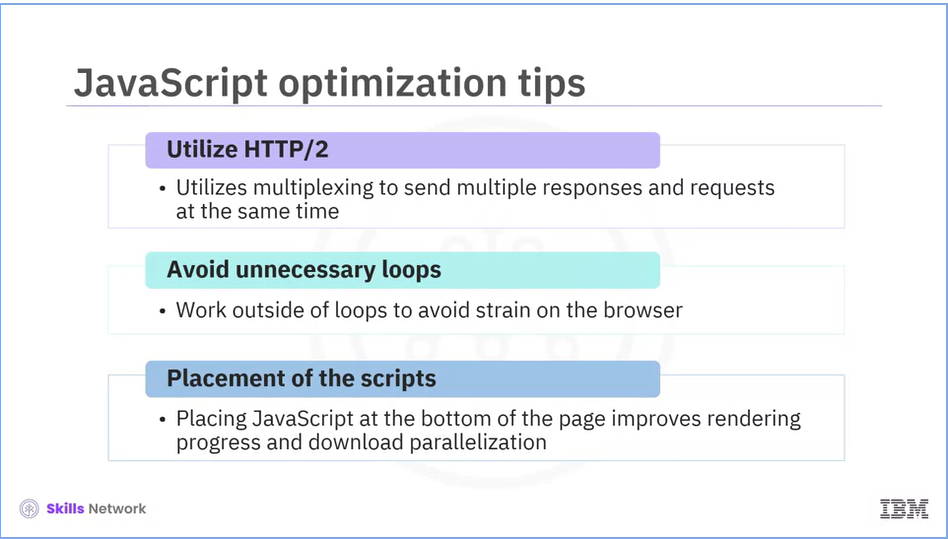 JavaScript optimization tips
Utilize HTTP/2
• Utilizes multiplexing to send multiple responses and requests
at the same time
Avoid unnecessary loops
• Work outside of loops to avoid strain on the browser
Placement of the scripts
• Placing JavaScript at the bottom of the page improves rendering
progress and download parallelization
Skills Network
IBM